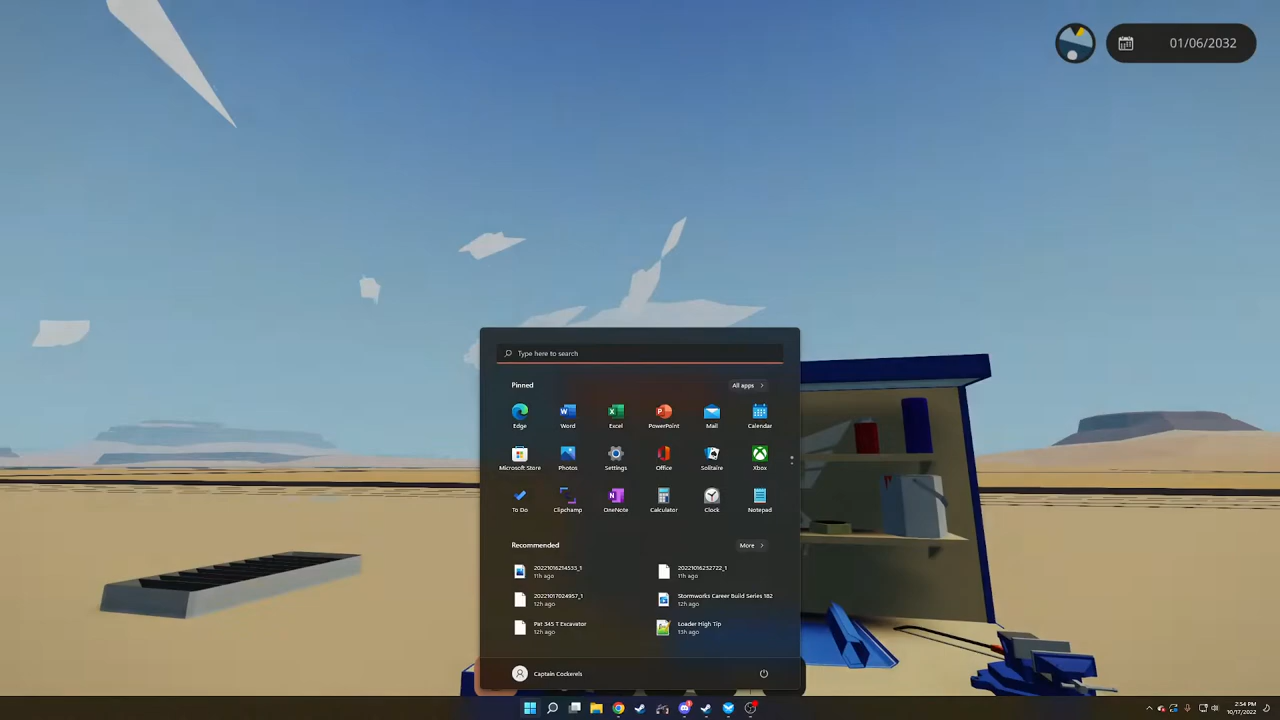 01/06/2032
Type here to search
Pinned
All apps
Edge
Word
Excel
PowerPoint
Mail
Calendar
Microsoft Store
Photos
Settings
Office
Solitaire
Xbox
To Do
Clipchamp
OneNote
Calculator
Clock
Notepad
Recommended
More
20221016214533_1
11h ago
20221016232722_1
11h ago
20221017024957_1
12h ago
Stormworks Career Build Series 182
12h ago
Pat 345 T Excavator
12h ago
Loader High Tip
13h ago
Captain Cockerels
2:54 PM
10/17/2022